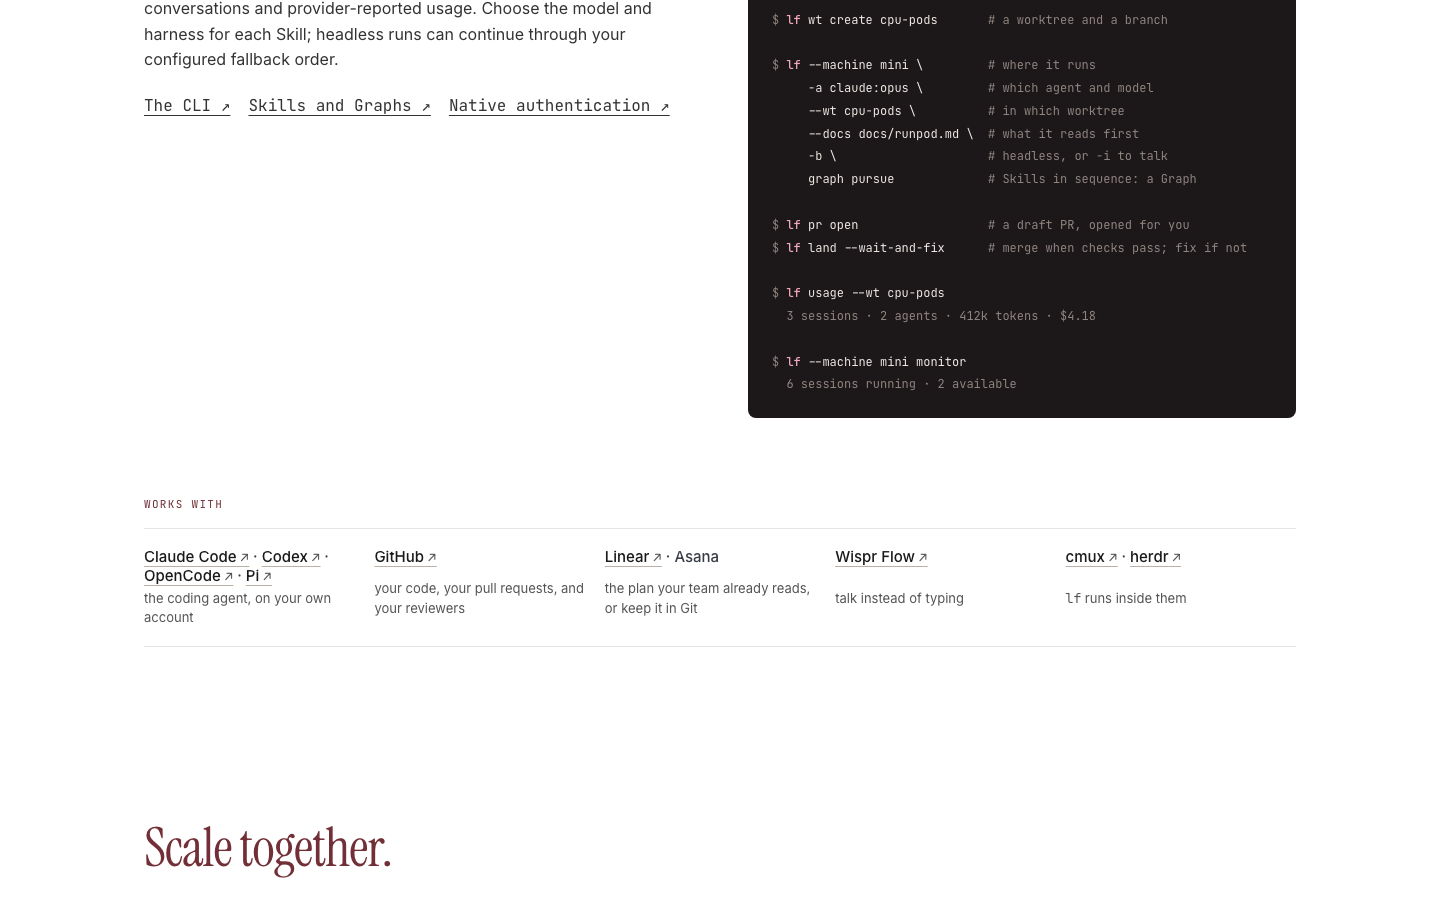 conversations and provider-reported usage. Choose the model and
harness for each Skill; headless runs can continue through your
configured fallback order.
The CLI ↗ Skills and Graphs ↗ Native authentication ↗
$ lf wt create cpu-pods # a worktree and a branch
$ lf --machine mini \ # where it runs
-a claude:opus \ # which agent and model
--wt cpu-pods \ # in which worktree
--docs docs/runpod.md \ # what it reads first
-b \ # headless, or -i to talk
graph pursue # Skills in sequence: a Graph
$ lf pr open # a draft PR, opened for you
$ lf land --wait-and-fix # merge when checks pass; fix if not
$ lf usage --wt cpu-pods
3 sessions · 2 agents · 412k tokens · $4.18
$ lf --machine mini monitor
6 sessions running · 2 available
WORKS WITH
Claude Code ↗ · Codex ↗ ·
OpenCode ↗ · Pi ↗
the coding agent, on your own
account
GitHub ↗
your code, your pull requests, and
your reviewers
Linear ↗ · Asana
the plan your team already reads,
or keep it in Git
Wispr Flow ↗
talk instead of typing
cmux ↗ · herdr ↗
lf runs inside them
Scale together.